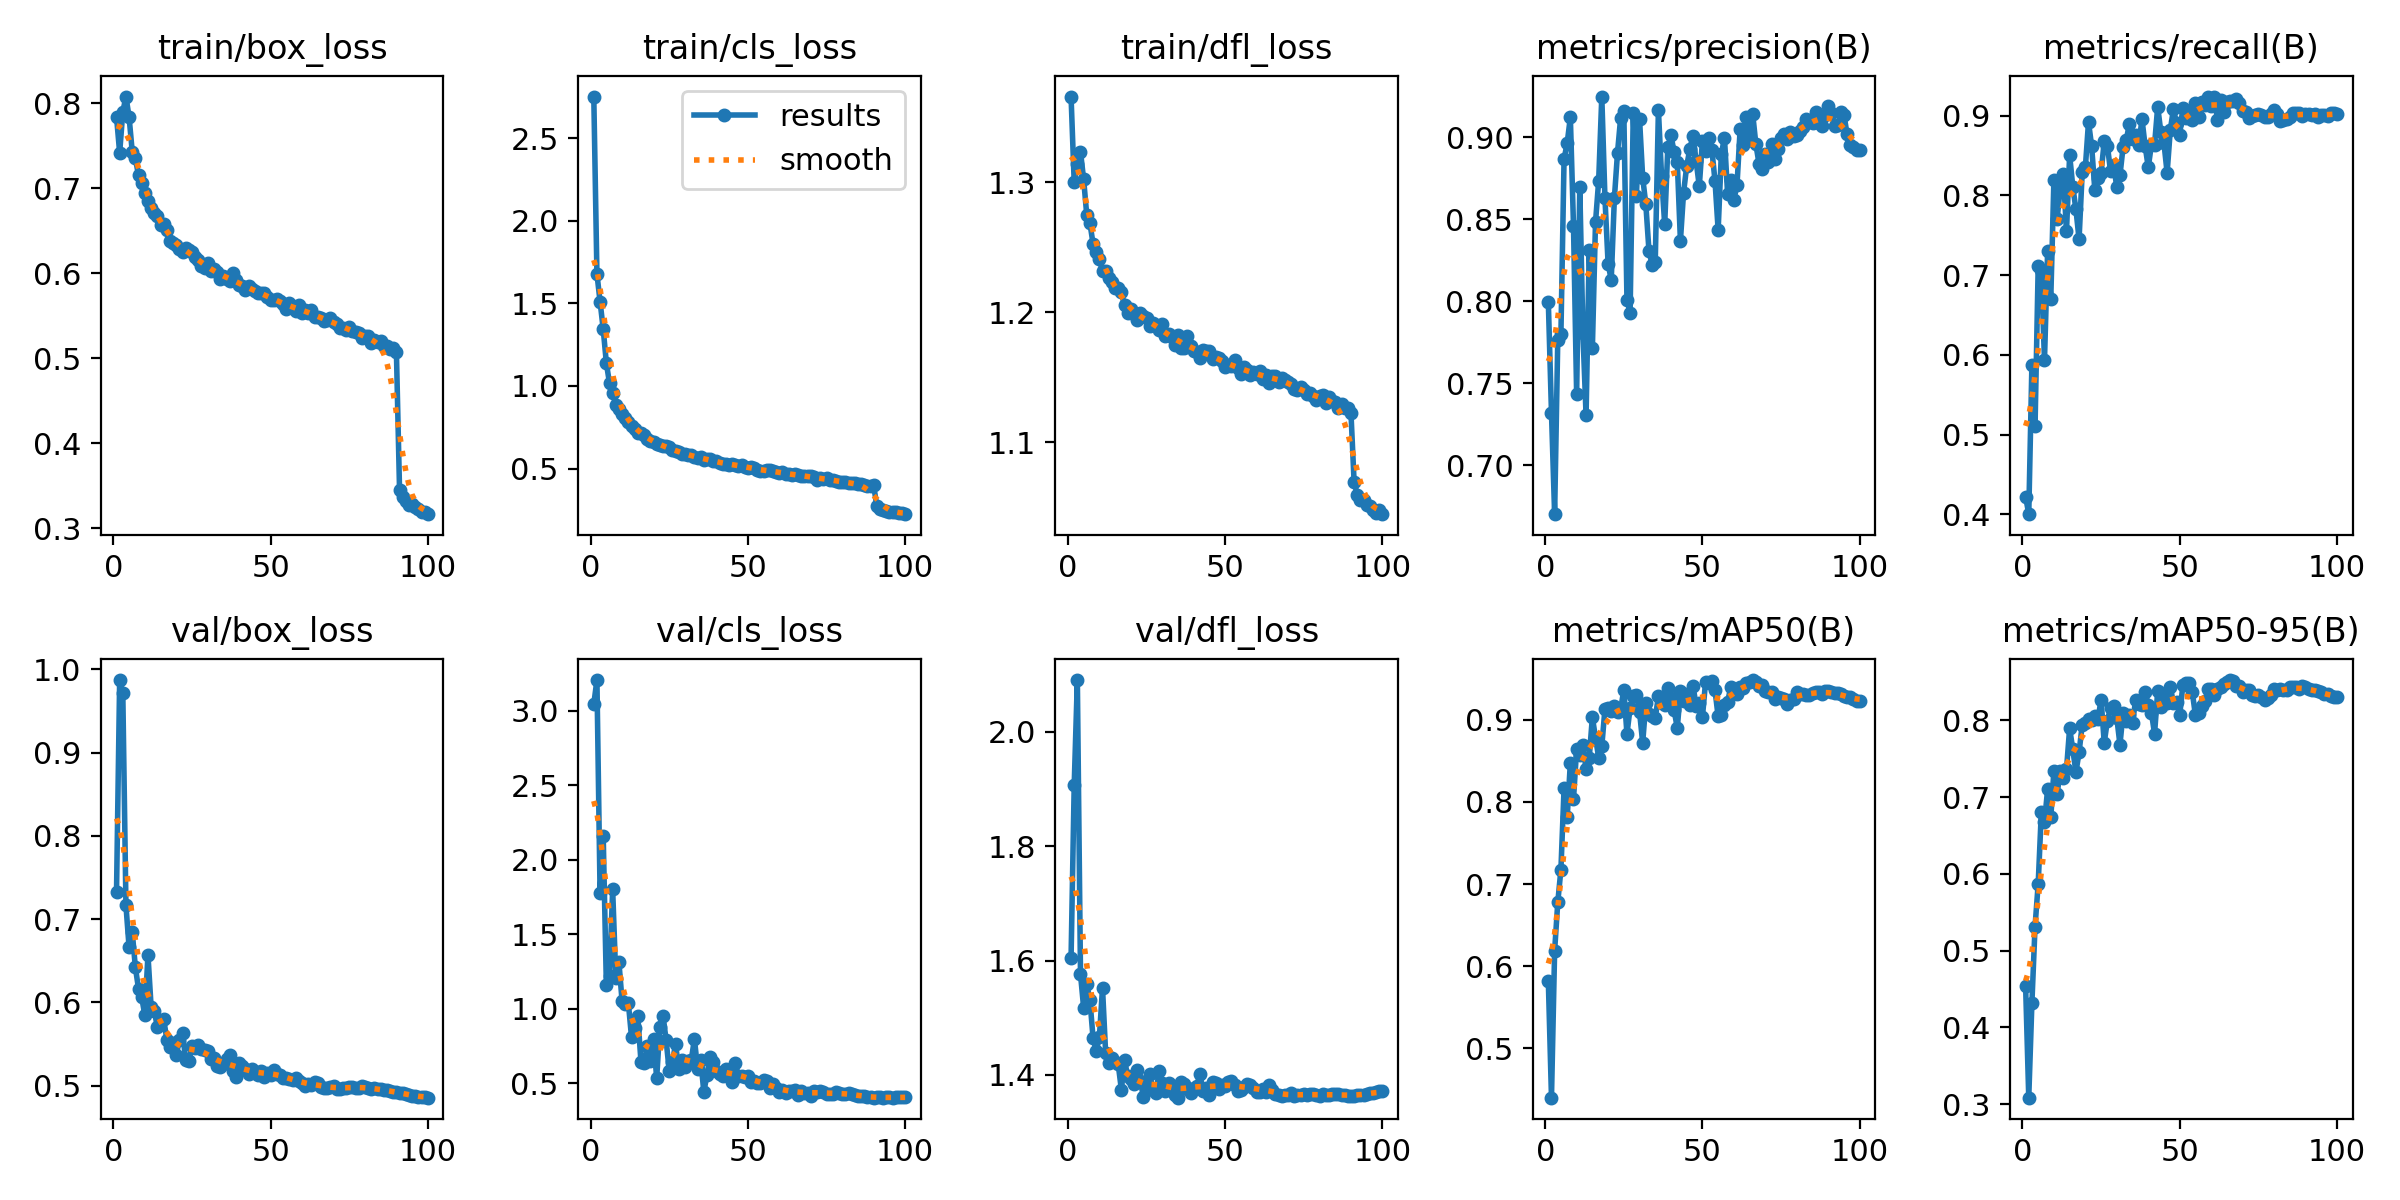 train/box_loss
0.8
0.7
0.6
0.5
0.4
0.3
0 50 100
train/cls_loss
results
smooth
2.5
2.0
1.5
1.0
0.5
0 50 100
train/dfl_loss
1.3
1.2
1.1
0 50 100
metrics/precision(B)
0.90
0.85
0.80
0.75
0.70
0 50 100
metrics/recall(B)
0.9
0.8
0.7
0.6
0.5
0.4
0 50 100
val/box_loss
1.0
0.9
0.8
0.7
0.6
0.5
0 50 100
val/cls_loss
3.0
2.5
2.0
1.5
1.0
0.5
0 50 100
val/dfl_loss
2.0
1.8
1.6
1.4
0 50 100
metrics/mAP50(B)
0.9
0.8
0.7
0.6
0.5
0 50 100
metrics/mAP50-95(B)
0.8
0.7
0.6
0.5
0.4
0.3
0 50 100